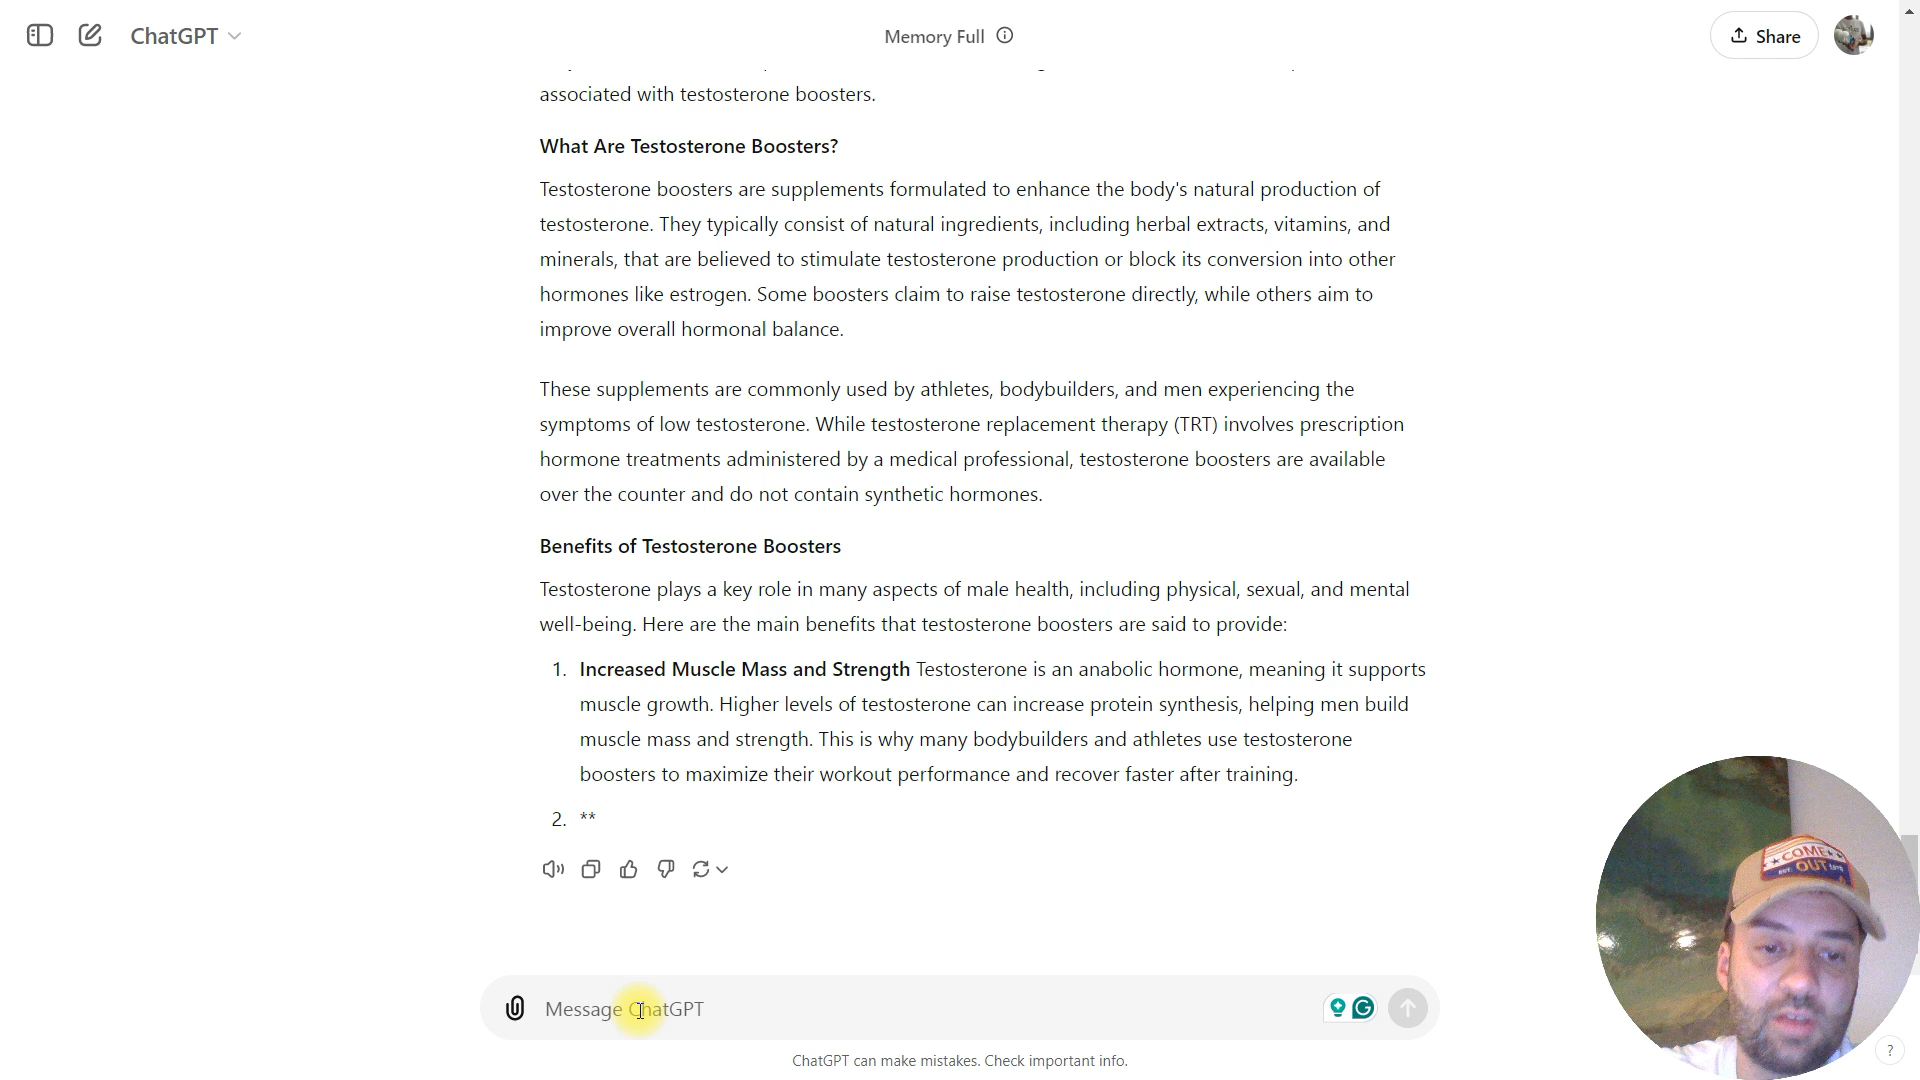 ChatGPT
Memory Full
Share
associated with testosterone boosters.
What Are Testosterone Boosters?
Testosterone boosters are supplements formulated to enhance the body's natural production of
testosterone. They typically consist of natural ingredients, including herbal extracts, vitamins, and
minerals, that are believed to stimulate testosterone production or block its conversion into other
hormones like estrogen. Some boosters claim to raise testosterone directly, while others aim to
improve overall hormonal balance.
These supplements are commonly used by athletes, bodybuilders, and men experiencing the
symptoms of low testosterone. While testosterone replacement therapy (TRT) involves prescription
hormone treatments administered by a medical professional, testosterone boosters are available
over the counter and do not contain synthetic hormones.
Benefits of Testosterone Boosters
Testosterone plays a key role in many aspects of male health, including physical, sexual, and mental
well-being. Here are the main benefits that testosterone boosters are said to provide:
1. Increased Muscle Mass and Strength Testosterone is an anabolic hormone, meaning it supports
muscle growth. Higher levels of testosterone can increase protein synthesis, helping men build
muscle mass and strength. This is why many bodybuilders and athletes use testosterone
boosters to maximize their workout performance and recover faster after training.
2. **
Message ChatGPT
ChatGPT can make mistakes. Check important info.
?
COME
OUT